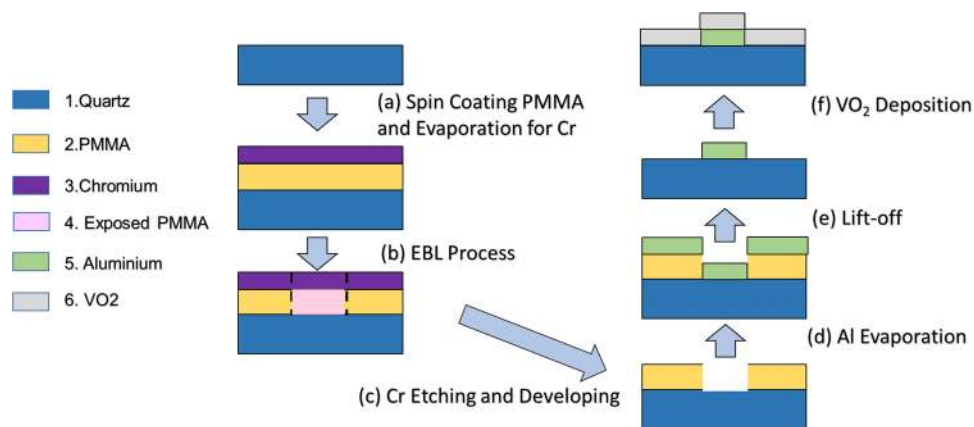 1.Quartz
2.PMMA
3.Chromium
4. Exposed PMMA
5. Aluminium
6. VO2
(a) Spin Coating PMMA
and Evaporation for Cr
(b) EBL Process
(c) Cr Etching and Developing
(d) Al Evaporation
(e) Lift-off
(f) VO₂ Deposition